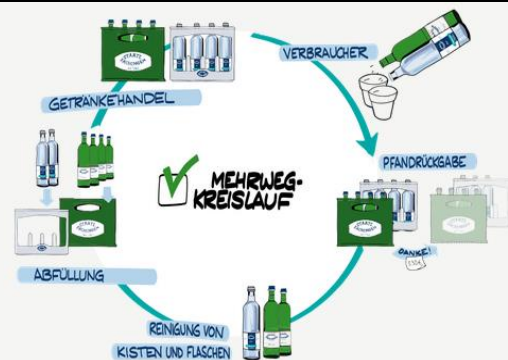 VERBRAUCHER
GETRÄNKEHANDEL
PFANDRÜCKGABE
MEHRWEG-
KREISLAUF
DANKE!
ABFÜLLUNG
REINIGUNG VON
KISTEN UND FLASCHEN